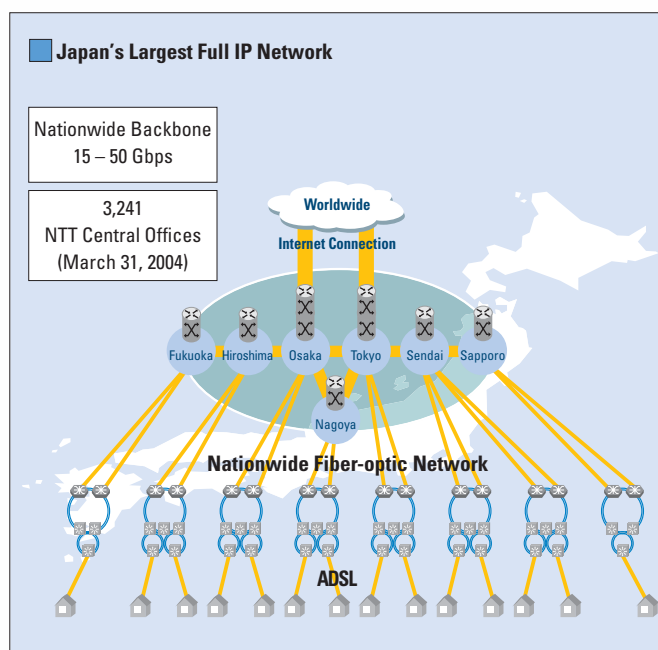 Japan's Largest Full IP Network
Nationwide Backbone
15 – 50 Gbps
3,241
NTT Central Offices
(March 31, 2004)
Worldwide
Internet Connection
Fukuoka
Hiroshima
Osaka
Tokyo
Sendai
Sapporo
Nagoya
Nationwide Fiber-optic Network
ADSL